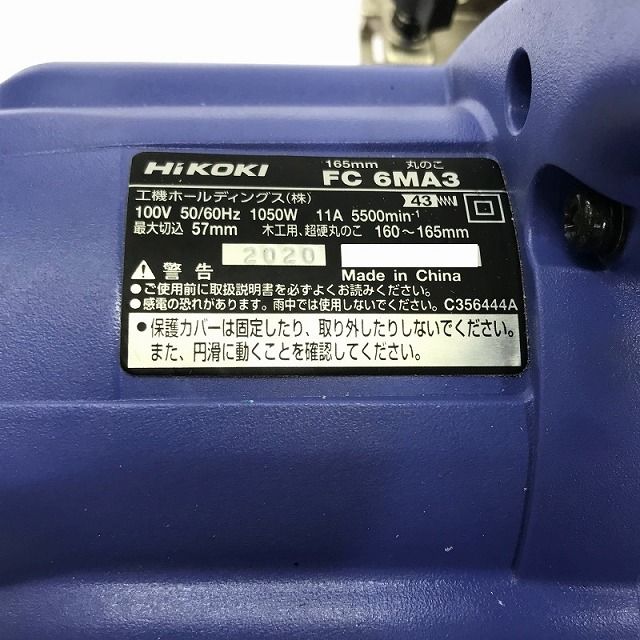 HiKOKI 165mm 丸のこ
FC 6MA3
工機ホールディングス(株) 43
100V 50/60Hz 1050W 11A 5500min⁻¹
最大切込 57mm 木工用、超硬丸のこ 160～165mm
2020
警告 Made in China
●ご使用前に取扱説明書を必ずよくお読みください。
●感電の恐れがあります。雨中では使用しないでください。 C356444A
●保護カバーは固定したり、取り外したりしないでください。
また、円滑に動くことを確認してください。